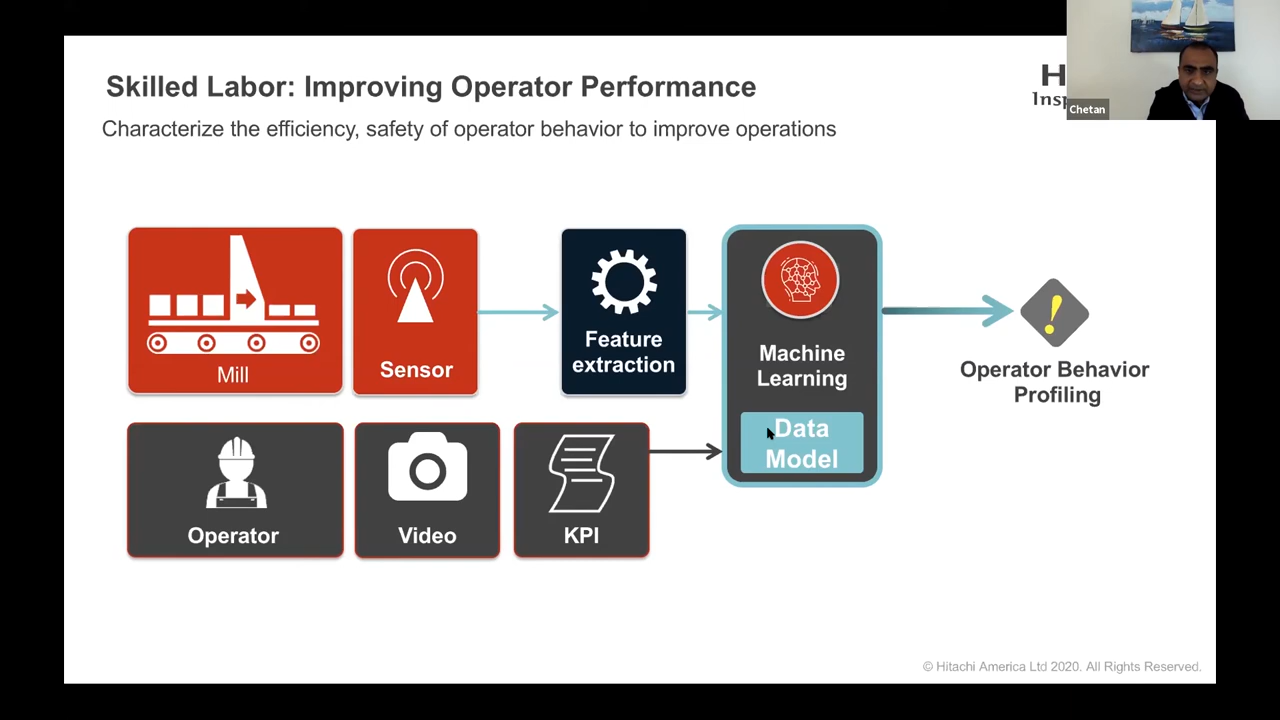 Skilled Labor: Improving Operator Performance
Characterize the efficiency, safety of operator behavior to improve operations
H
Insp
Chetan
Mill
Sensor
Feature
extraction
Machine
Learning
Data
Model
Operator Behavior
Profiling
Operator
Video
KPI
© Hitachi America Ltd 2020. All Rights Reserved.